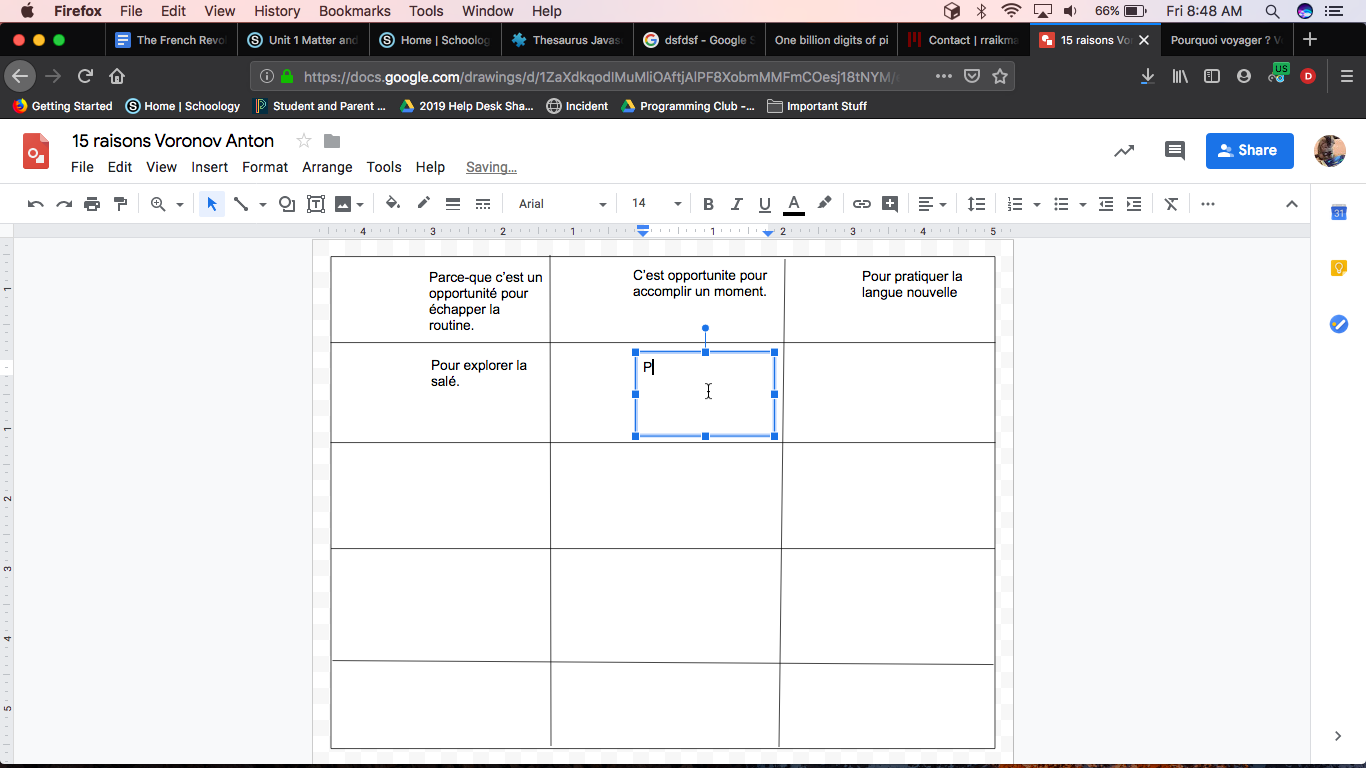 Firefox File Edit View History Bookmarks Tools Window Help 66% Fri 8:48 AM
The French Revo Unit 1 Matter and Home | Schoolog Thesaurus Javas dsfdsf - Google S One billion digits of pi Contact | rraikma 15 raisons Vo Pourquoi voyager ? V
https://docs.google.com/drawings/d/1ZaXdkqodIMuMliOAftjAlPF8XobmMMFmCOesj18tNYM/e US D
Getting Started Home | Schoology Student and Parent ... 2019 Help Desk Sha... Incident Programming Club -... Important Stuff
15 raisons Voronov Anton
File Edit View Insert Format Arrange Tools Help Saving... Share
Arial 14 B I U A
4 3 2 1 1 2 3 4 5
31
1
1
2
3
4
5
Parce-que c'est un
opportunité pour
échapper la
routine.
C'est opportunite pour
accomplir un moment.
Pour pratiquer la
langue nouvelle
Pour explorer la
salé.
P